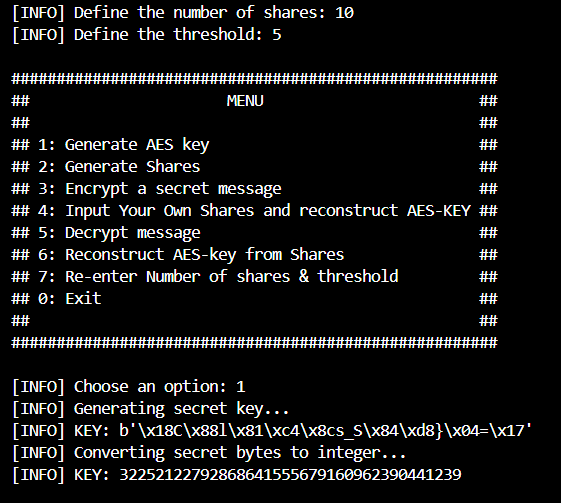 [INFO] Define the number of shares: 10
[INFO] Define the threshold: 5
######################################################
##                      MENU                        ##
##                                                  ##
## 1: Generate AES key                              ##
## 2: Generate Shares                               ##
## 3: Encrypt a secret message                      ##
## 4: Input Your Own Shares and reconstruct AES-KEY ##
## 5: Decrypt message                               ##
## 6: Reconstruct AES-key from Shares               ##
## 7: Re-enter Number of shares & threshold         ##
## 0: Exit                                          ##
##                                                  ##
######################################################
[INFO] Choose an option: 1
[INFO] Generating secret key...
[INFO] KEY: b'\x18C\x88l\x81\xc4\x8cs_S\x84\xd8}\x04=\x17'
[INFO] Converting secret bytes to integer...
[INFO] KEY: 32252122792868641555679160962390441239